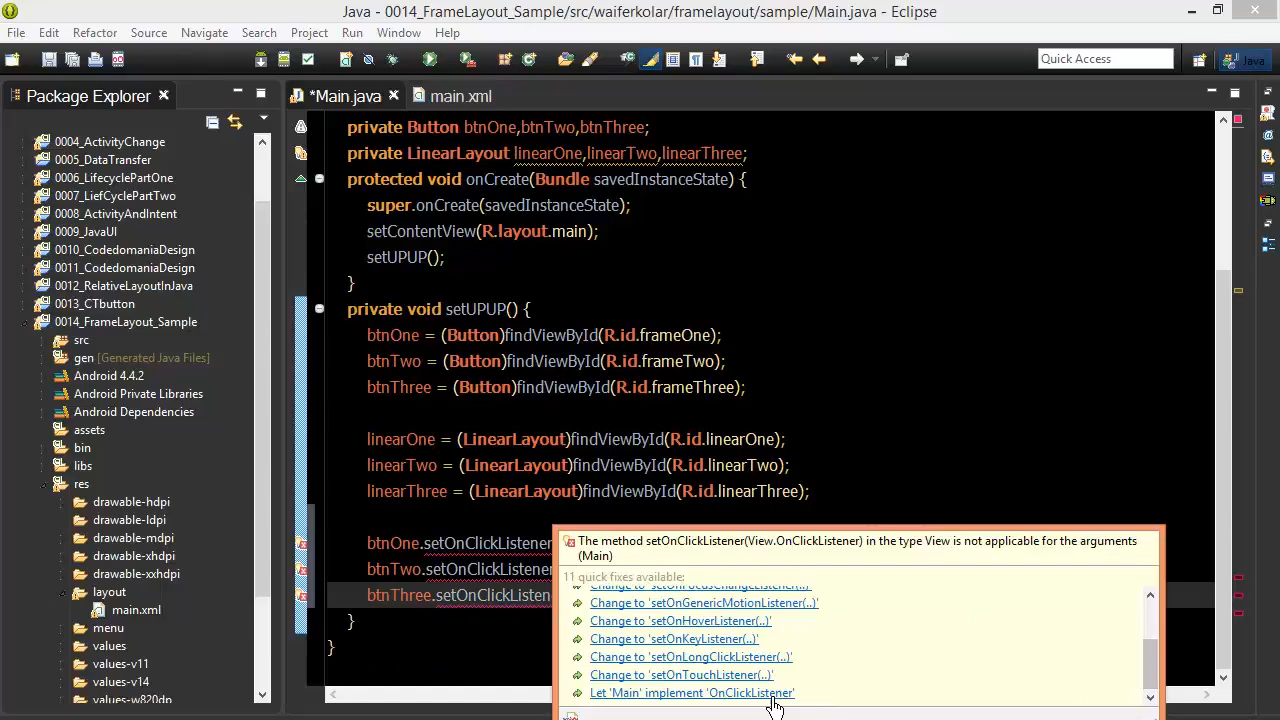 Java - 0014_FrameLayout_Sample/src/waiferkolar/framelayout/sample/Main.java - Eclipse
File Edit Refactor Source Navigate Search Project Run Window Help
Quick Access
Java
Package Explorer
*Main.java
main.xml
0004_ActivityChange
0005_DataTransfer
0006_LifecyclePartOne
0007_LiefCyclePartTwo
0008_ActivityAndIntent
0009_JavaUI
0010_CodedomaniaDesign
0011_CodedomaniaDesign
0012_RelativeLayoutInJava
0013_CTbutton
0014_FrameLayout_Sample
src
gen [Generated Java Files]
Android 4.4.2
Android Private Libraries
Android Dependencies
assets
bin
libs
res
drawable-hdpi
drawable-ldpi
drawable-mdpi
drawable-xhdpi
drawable-xxhdpi
layout
main.xml
menu
values
values-v11
values-v14
values-w820dp
private Button btnOne,btnTwo,btnThree;
private LinearLayout linearOne,linearTwo,linearThree;
protected void onCreate(Bundle savedInstanceState) {
super.onCreate(savedInstanceState);
setContentView(R.layout.main);
setUPUP();
}
private void setUPUP() {
btnOne = (Button)findViewById(R.id.frameOne);
btnTwo = (Button)findViewById(R.id.frameTwo);
btnThree = (Button)findViewById(R.id.frameThree);
linearOne = (LinearLayout)findViewById(R.id.linearOne);
linearTwo = (LinearLayout)findViewById(R.id.linearTwo);
linearThree = (LinearLayout)findViewById(R.id.linearThree);
btnOne.setOnClickListener
btnTwo.setOnClickListener
btnThree.setOnClickListene
}
}
The method setOnClickListener(View.OnClickListener) in the type View is not applicable for the arguments
(Main)
11 quick fixes available:
Change to 'setOnFocusChangeListener(..)'
Change to 'setOnGenericMotionListener(..)'
Change to 'setOnHoverListener(..)'
Change to 'setOnKeyListener(..)'
Change to 'setOnLongClickListener(..)'
Change to 'setOnTouchListener(..)'
Let 'Main' implement 'OnClickListener'